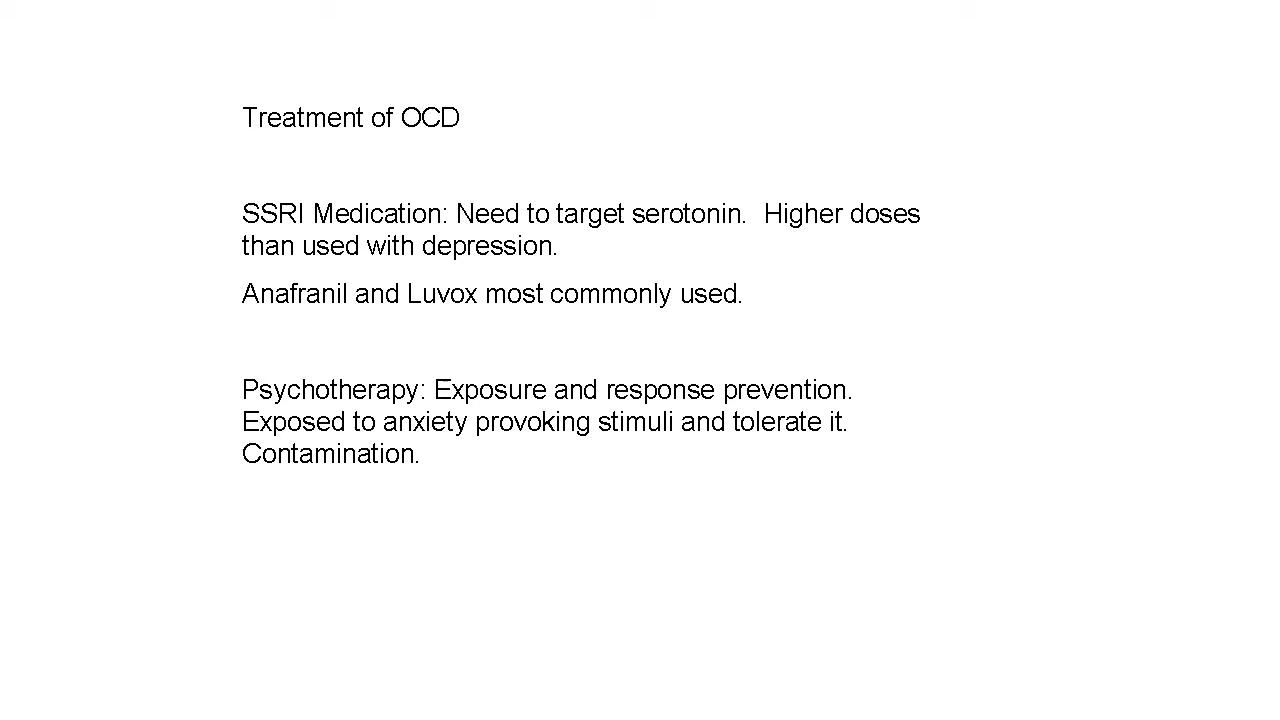 Treatment of OCD
SSRI Medication: Need to target serotonin.  Higher doses
than used with depression.
Anafranil and Luvox most commonly used.
Psychotherapy: Exposure and response prevention.
Exposed to anxiety provoking stimuli and tolerate it.
Contamination.